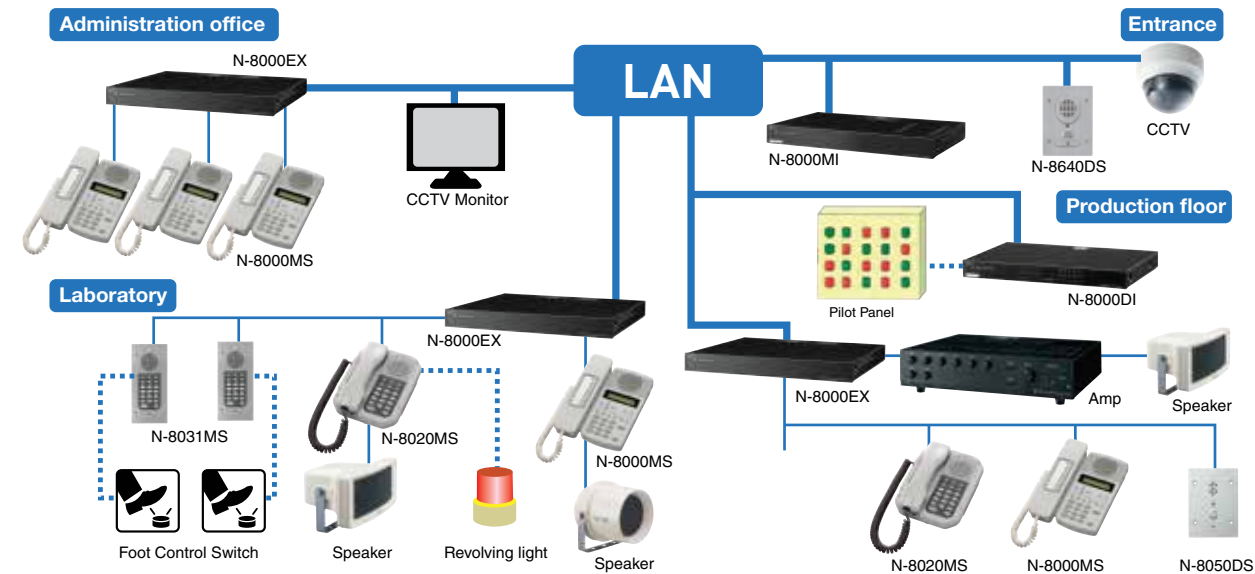 Administration office
N-8000EX
LAN
Entrance
CCTV
N-8000MI
N-8640DS
CCTV Monitor
N-8000MS
Production floor
Pilot Panel
N-8000DI
Laboratory
N-8000EX
N-8031MS
N-8020MS
N-8000MS
Foot Control Switch
Speaker
Revolving light
Speaker
N-8000EX
Amp
Speaker
N-8020MS
N-8000MS
N-8050DS